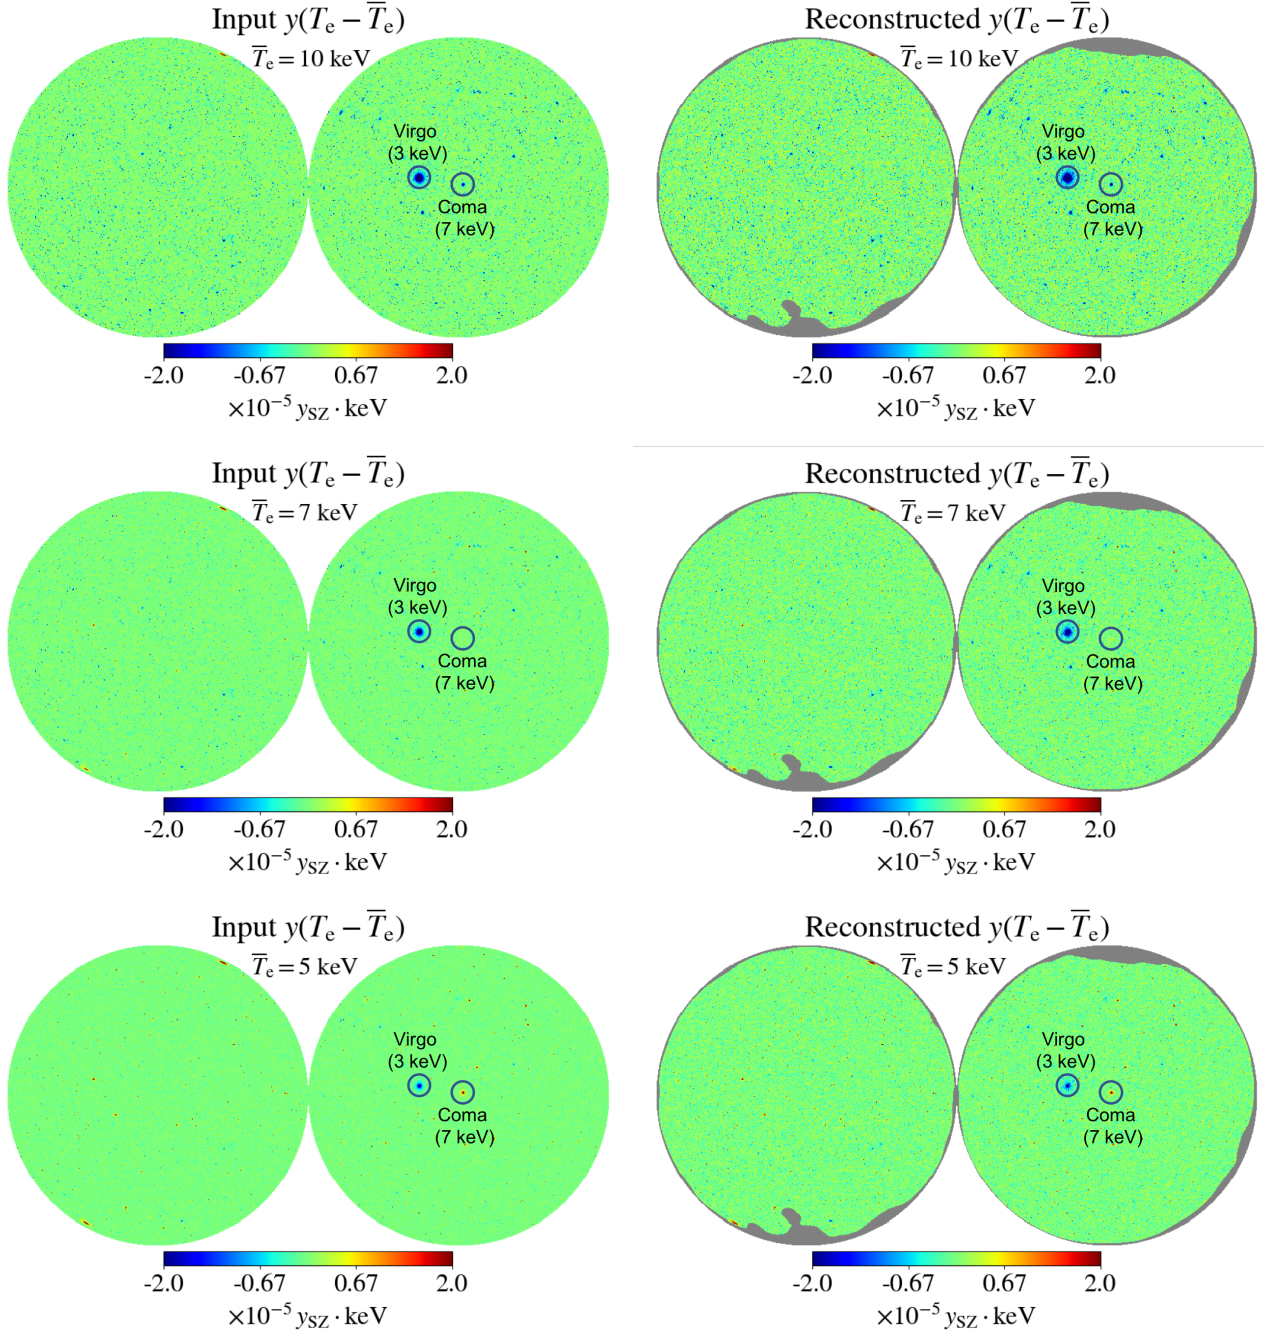 Input y(Tₑ − T̅ₑ)
T̅ₑ = 10 keV
Virgo
(3 keV)
Coma
(7 keV)
-2.0 -0.67 0.67 2.0
×10⁻⁵ y_SZ · keV
Reconstructed y(Tₑ − T̅ₑ)
T̅ₑ = 10 keV
Virgo
(3 keV)
Coma
(7 keV)
-2.0 -0.67 0.67 2.0
×10⁻⁵ y_SZ · keV
Input y(Tₑ − T̅ₑ)
T̅ₑ = 7 keV
Virgo
(3 keV)
Coma
(7 keV)
-2.0 -0.67 0.67 2.0
×10⁻⁵ y_SZ · keV
Reconstructed y(Tₑ − T̅ₑ)
T̅ₑ = 7 keV
Virgo
(3 keV)
Coma
(7 keV)
-2.0 -0.67 0.67 2.0
×10⁻⁵ y_SZ · keV
Input y(Tₑ − T̅ₑ)
T̅ₑ = 5 keV
Virgo
(3 keV)
Coma
(7 keV)
-2.0 -0.67 0.67 2.0
×10⁻⁵ y_SZ · keV
Reconstructed y(Tₑ − T̅ₑ)
T̅ₑ = 5 keV
Virgo
(3 keV)
Coma
(7 keV)
-2.0 -0.67 0.67 2.0
×10⁻⁵ y_SZ · keV